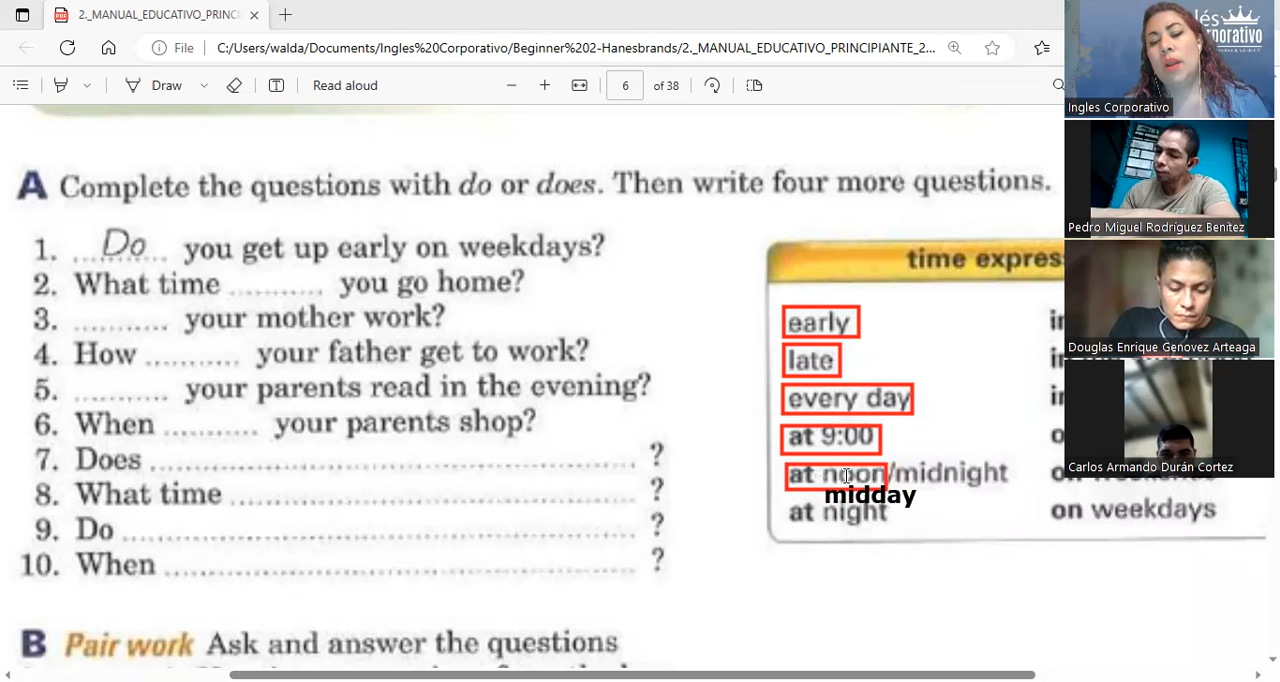 2._MANUAL_EDUCATIVO_PRINCI
File
C:/Users/walda/Documents/Ingles%20Corporativo/Beginner%202-Hanesbrands/2._MANUAL_EDUCATIVO_PRINCIPIANTE_2...
Draw
Read aloud
6
of 38
A Complete the questions with do or does. Then write four more questions.
1. Do you get up early on weekdays?
2. What time .......... you go home?
3. .......... your mother work?
4. How .......... your father get to work?
5. .......... your parents read in the evening?
6. When .......... your parents shop?
7. Does ?
8. What time ?
9. Do ?
10. When ?
B Pair work Ask and answer the questions
time expres
early
late
every day
at 9:00
at noon/midnight
midday
at night
on weekdays
Ingles Corporativo
Pedro Miguel Rodríguez Benítez
Douglas Enrique Genovez Arteaga
Carlos Armando Durán Cortez